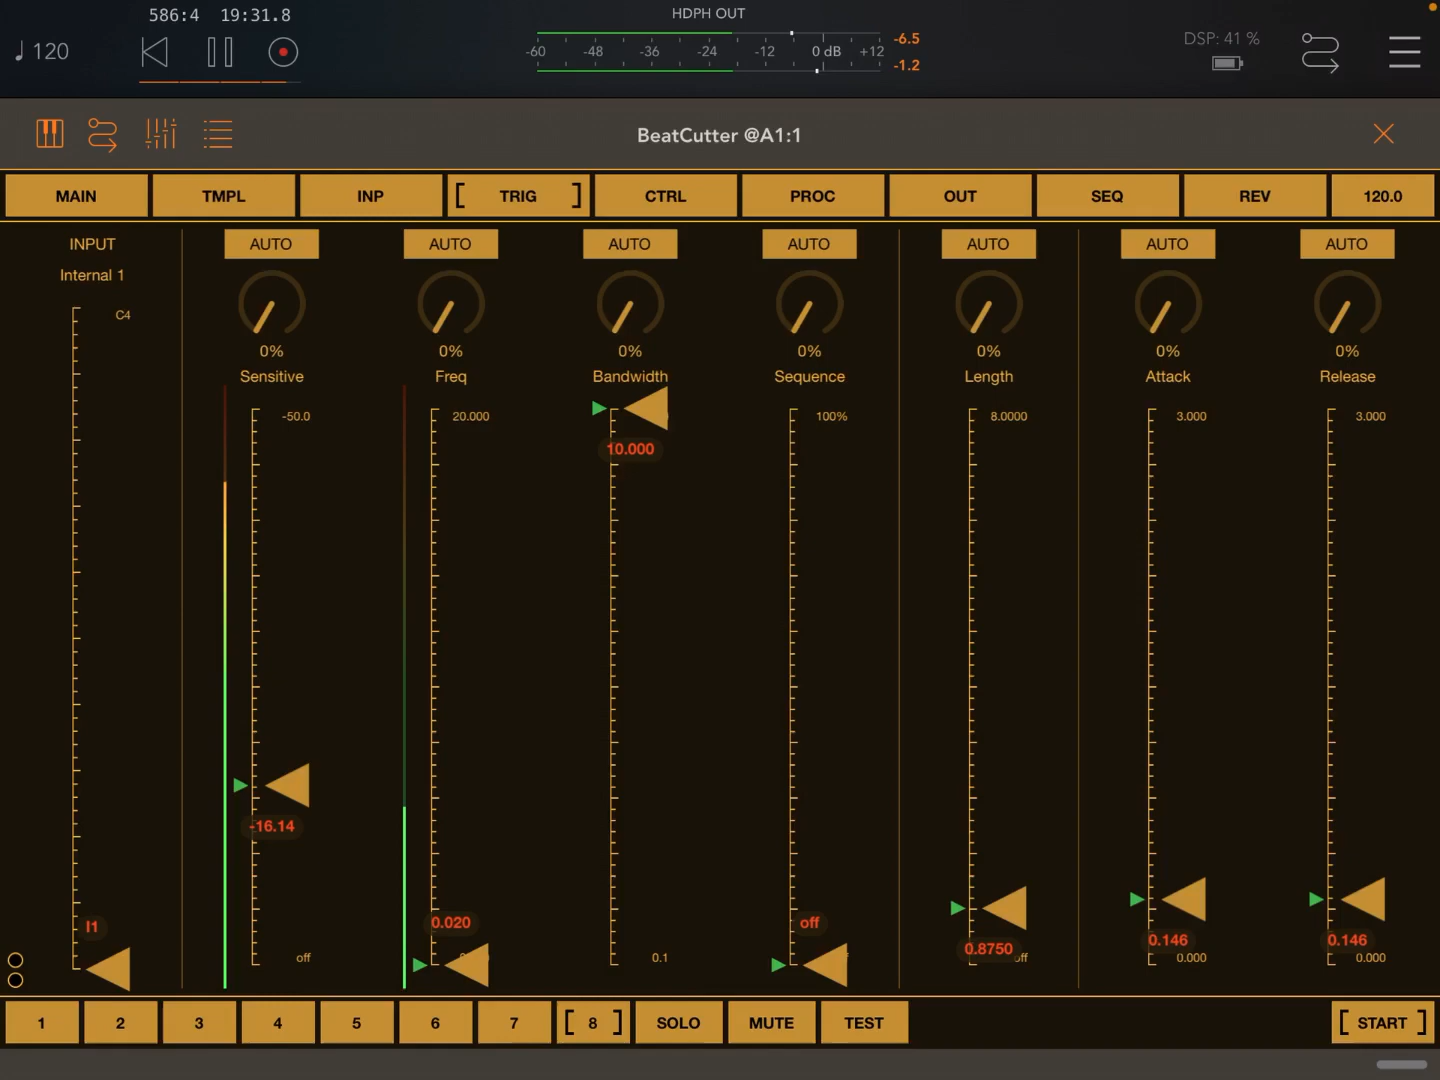 586:4 19:31.8
♩ 120
HDPH OUT
-60 -48 -36 -24 -12 0 dB +12
-6.5
-1.2
DSP: 41 %
BeatCutter @A1:1
MAIN TMPL INP [ TRIG ] CTRL PROC OUT SEQ REV 120.0
INPUT AUTO AUTO AUTO AUTO AUTO AUTO AUTO
Internal 1
C4
0% 0% 0% 0% 0% 0% 0%
Sensitive Freq Bandwidth Sequence Length Attack Release
-50.0 20.000 100% 8.0000 3.000 3.000
10.000
-16.14
I1 0.020 off 0.8750 0.146 0.146
off 0.1 off 0.000 0.000
1 2 3 4 5 6 7 [ 8 ] SOLO MUTE TEST [ START ]